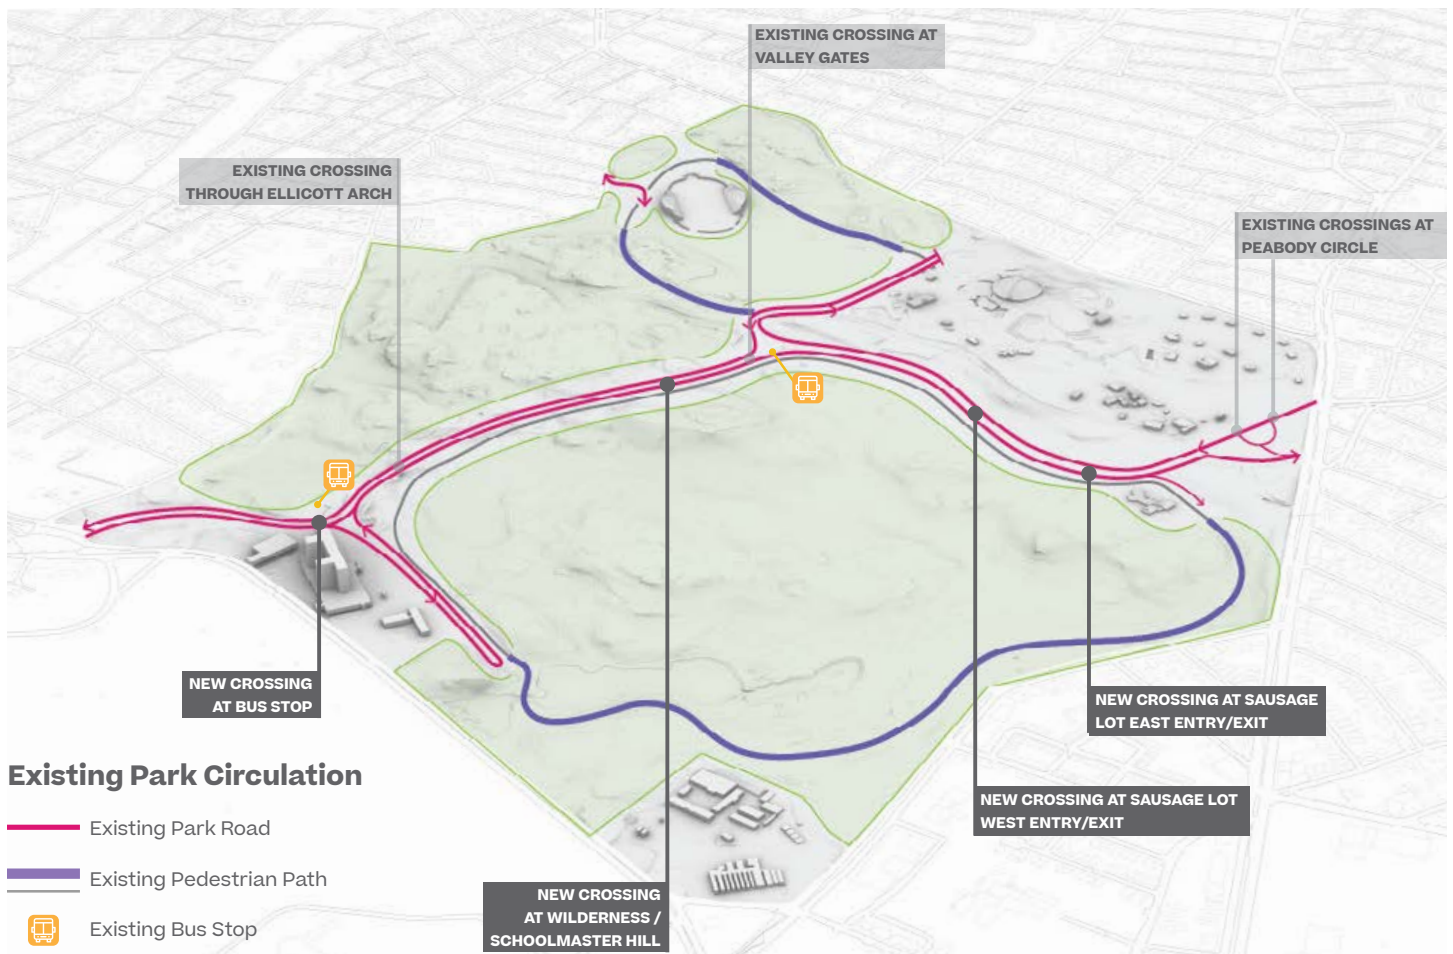 EXISTING CROSSING AT
VALLEY GATES
EXISTING CROSSING
THROUGH ELLICOTT ARCH
EXISTING CROSSINGS AT
PEABODY CIRCLE
NEW CROSSING
AT BUS STOP
NEW CROSSING AT SAUSAGE
LOT EAST ENTRY/EXIT
NEW CROSSING AT SAUSAGE LOT
WEST ENTRY/EXIT
NEW CROSSING
AT WILDERNESS /
SCHOOLMASTER HILL
Existing Park Circulation
Existing Park Road
Existing Pedestrian Path
Existing Bus Stop